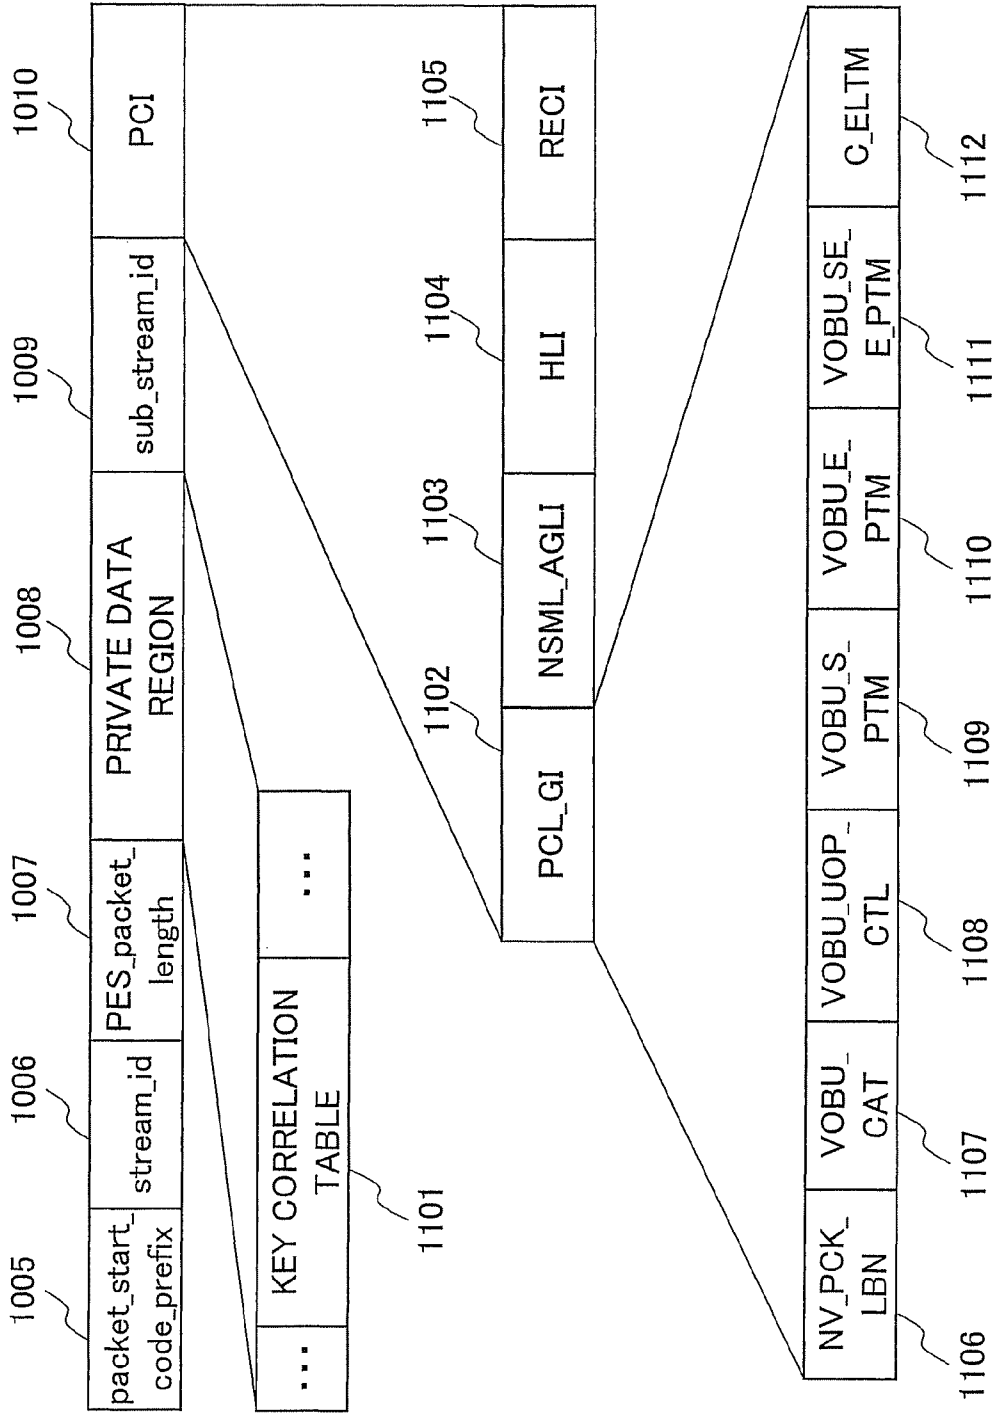 1005
1006
1007
1008
1009
1010
packet_start_
code_prefix
stream_id
PES_packet_
length
PRIVATE DATA
REGION
sub_stream_id
PCI
...
KEY CORRELATION
TABLE
...
1101
1102
1103
1104
1105
PCL_GI
NSML_AGLI
HLI
RECI
NV_PCK_
LBN
VOBU_
CAT
VOBU_UOP_
CTL
VOBU_S_
PTM
VOBU_E_
PTM
VOBU_SE_
E_PTM
C_ELTM
1106
1107
1108
1109
1110
1111
1112